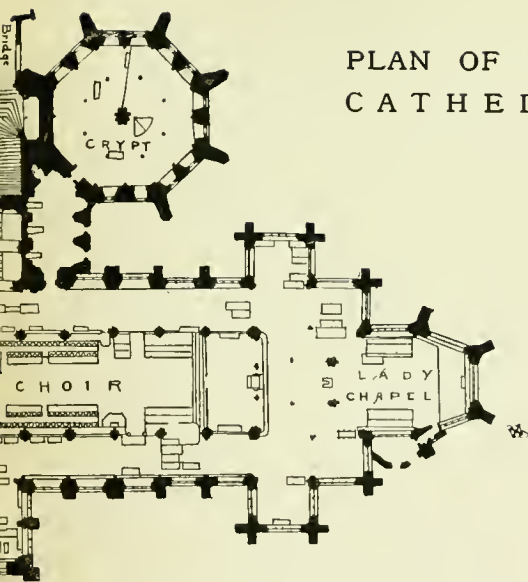 PLAN OF
CATHED
Bridge
CRYPT
CHOIR
LADY
CHAPEL